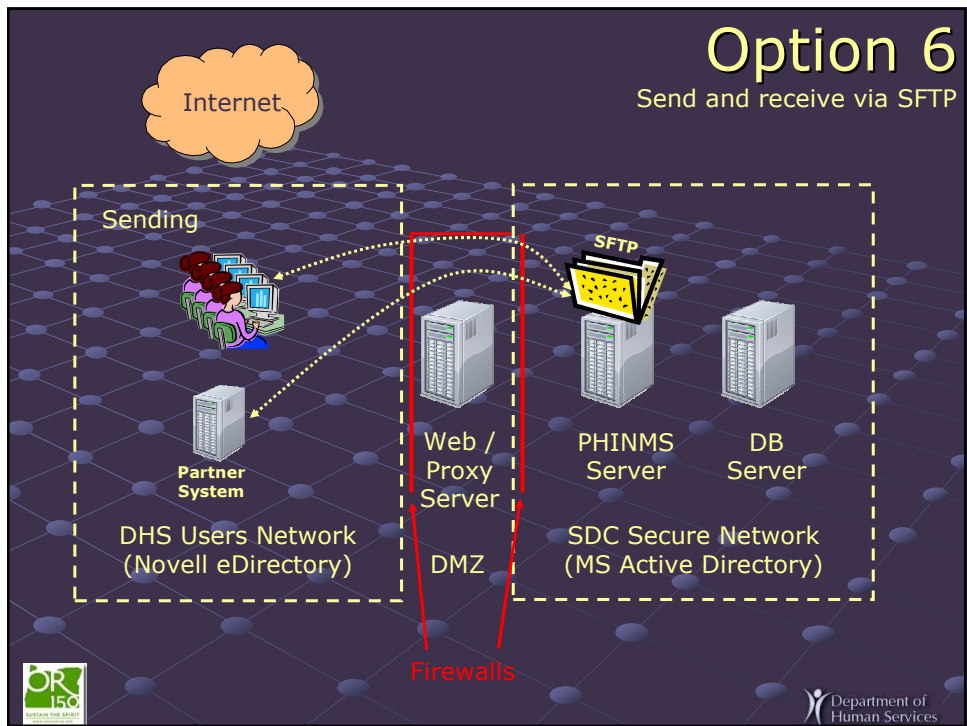 Option 6
Send and receive via SFTP
Internet
Sending
SFTP
Partner
System
Web /
Proxy
Server
PHINMS
Server
DB
Server
DHS Users Network
(Novell eDirectory)
DMZ
SDC Secure Network
(MS Active Directory)
Firewalls
OR
150
SUSTAIN THE SPIRIT
Department of
Human Services